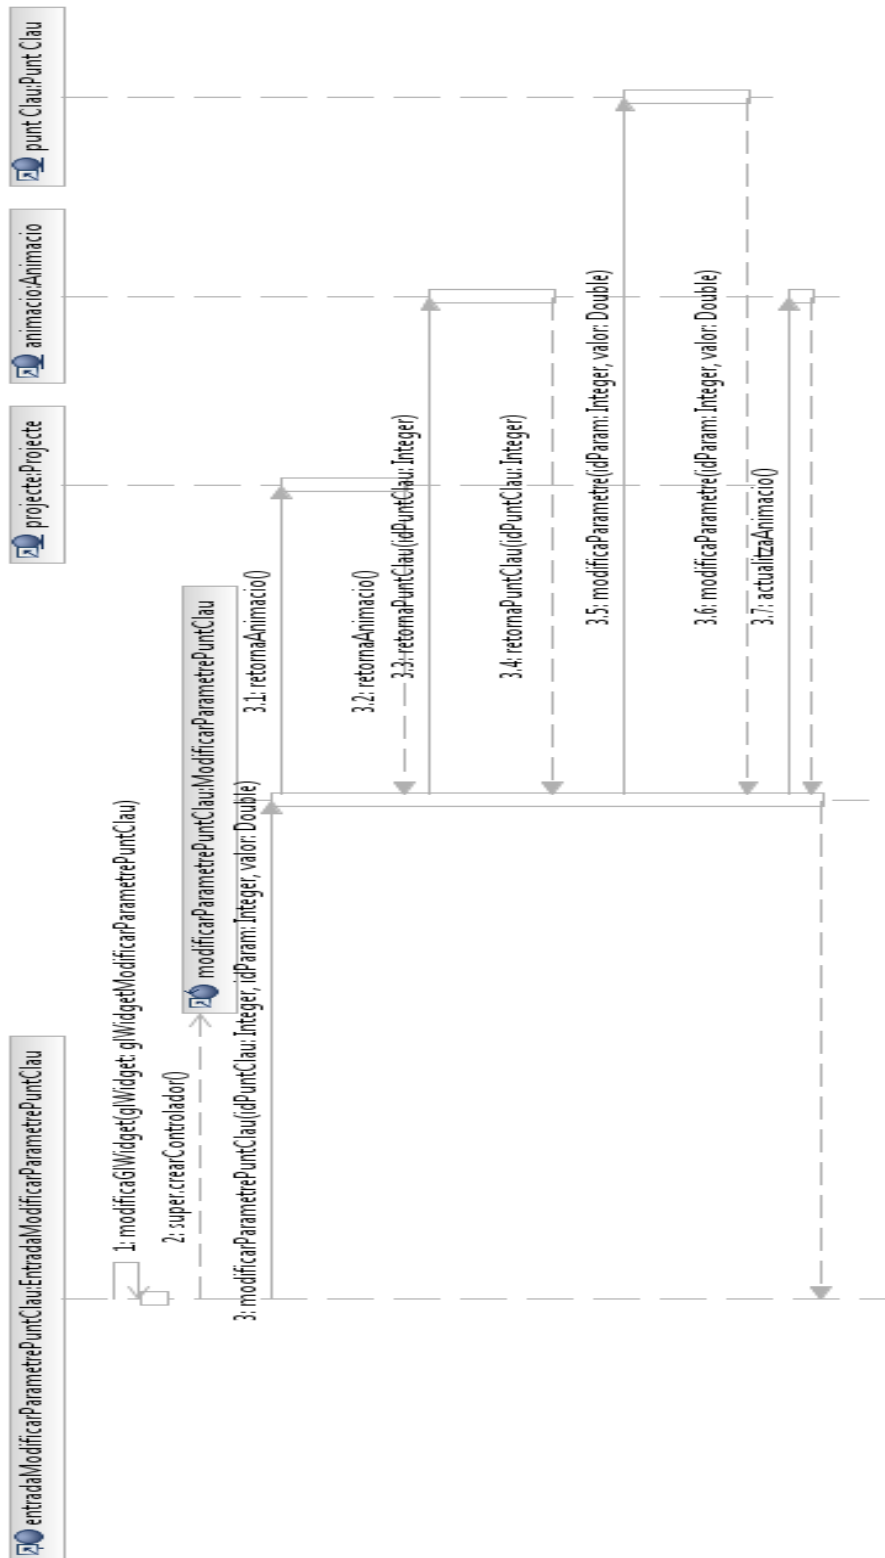 entradaModificarParametrePuntClau:EntradaModificarParametrePuntClau
projecte:Projecte
animacio:Animacio
punt Clau:Punt Clau
1: modificaGlWidget(glWidget: glWidgetModificarParametrePuntClau)
2: super.crearControlador()
modificarParametrePuntClau:ModificarParametrePuntClau
3: modificarParametrePuntClau(idPuntClau: Integer, idParam: Integer, valor: Double)
3.1: retornaAnimacio()
3.2: retornaAnimacio()
3.3: retornaPuntClau(idPuntClau: Integer)
3.4: retornaPuntClau(idPuntClau: Integer)
3.5: modificaParametre(idParam: Integer, valor: Double)
3.6: modificaParametre(idParam: Integer, valor: Double)
3.7: actualitzaAnimacio()